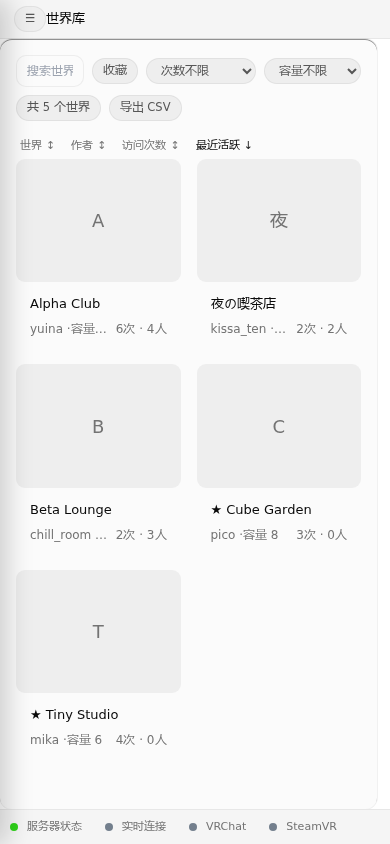 ☰ 世界库
搜索世界 收藏 次数不限 容量不限
共 5 个世界 导出 CSV
世界 ↕ 作者 ↕ 访问次数 ↕ 最近活跃 ↓
A 夜
Alpha Club 夜の喫茶店
yuina ·容量... 6次 · 4人 kissa_ten ·... 2次 · 2人
B C
Beta Lounge ★ Cube Garden
chill_room ... 2次 · 3人 pico ·容量 8 3次 · 0人
T
★ Tiny Studio
mika ·容量 6 4次 · 0人
服务器状态 实时连接 VRChat SteamVR